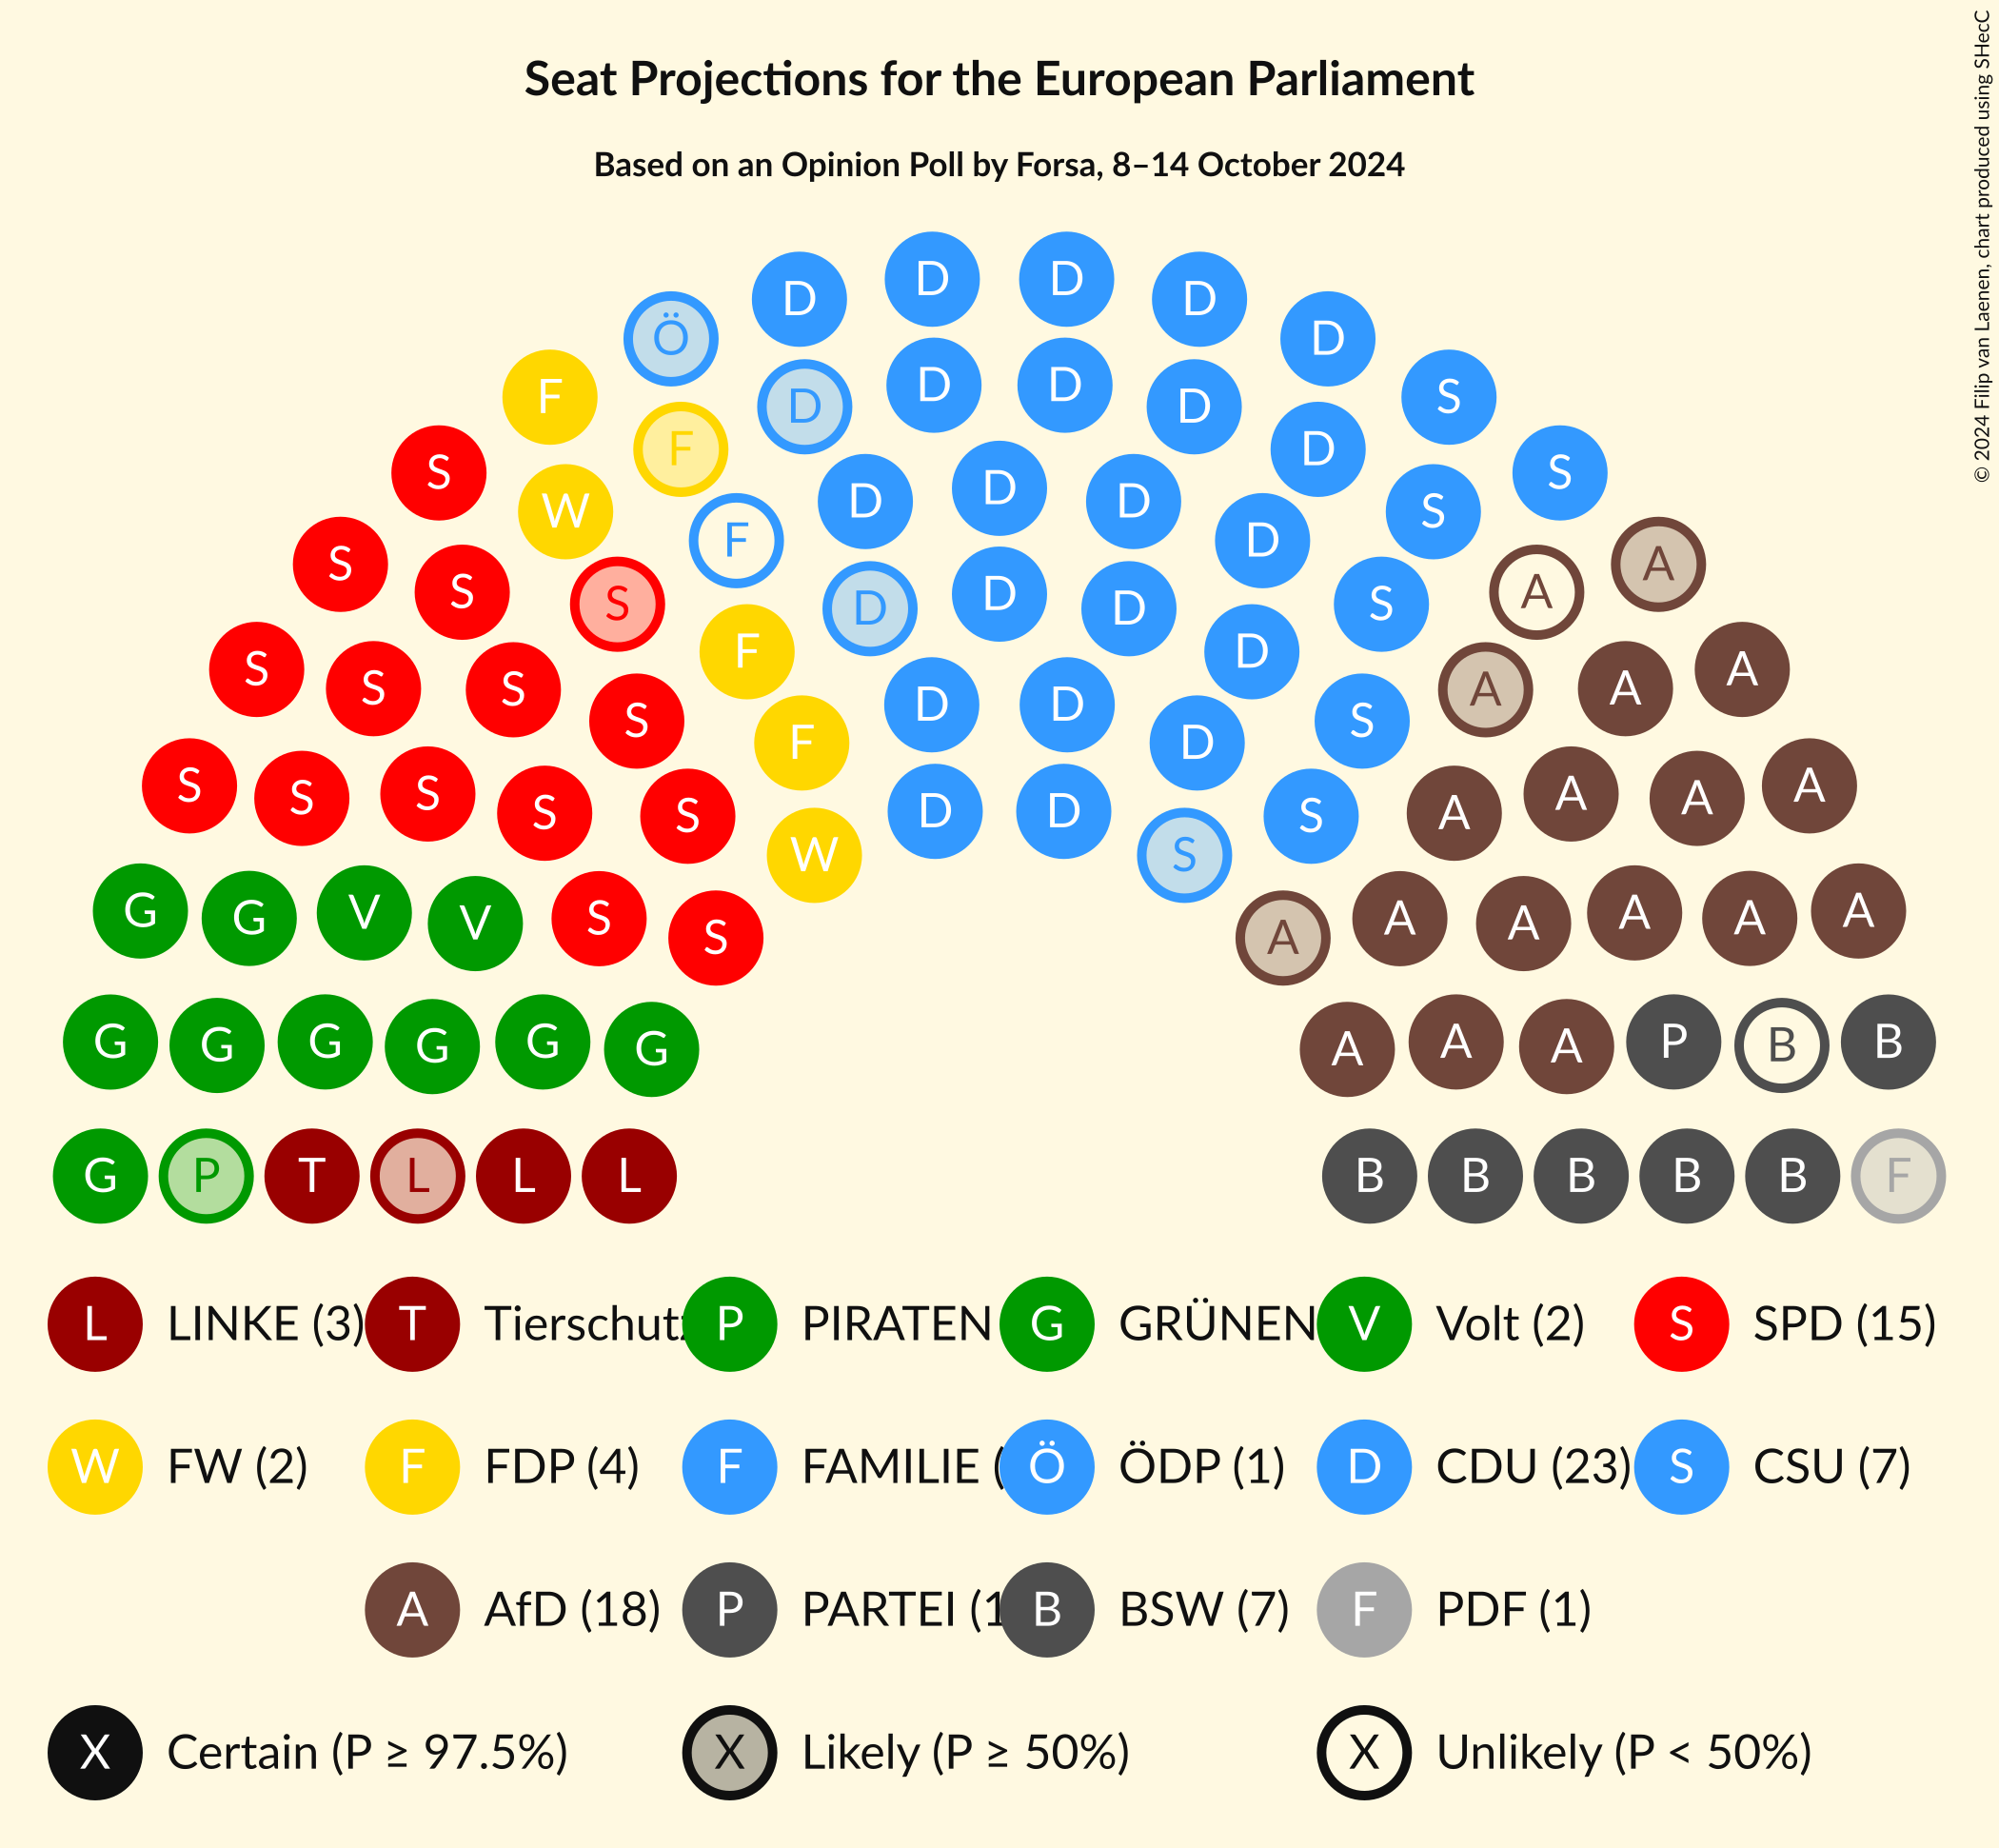 Seat Projections for the European Parliament
Based on an Opinion Poll by Forsa, 8–14 October 2024
© 2024 Filip van Laenen, chart produced using SHecC
D D
D D
Ö D
D D
F S
D D
F D
S S
D
D D
W S
F D
S A
D D
S A
S S
F D
S A
S A
D D
S S
F D
S A
S A
S S
D D
S A
W S
G A
G A
V A
V A
S A
S A
G B
G B
G P
G A
G A
G A
G P T L L L B B B B B F
L LINKE (3) T Tierschutz P PIRATEN G GRÜNEN V Volt (2) S SPD (15)
W FW (2) F FDP (4) F FAMILIE ( Ö ÖDP (1) D CDU (23) S CSU (7)
A AfD (18) P PARTEI (1 B BSW (7) F PDF (1)
X Certain (P ≥ 97.5%) X Likely (P ≥ 50%) X Unlikely (P < 50%)